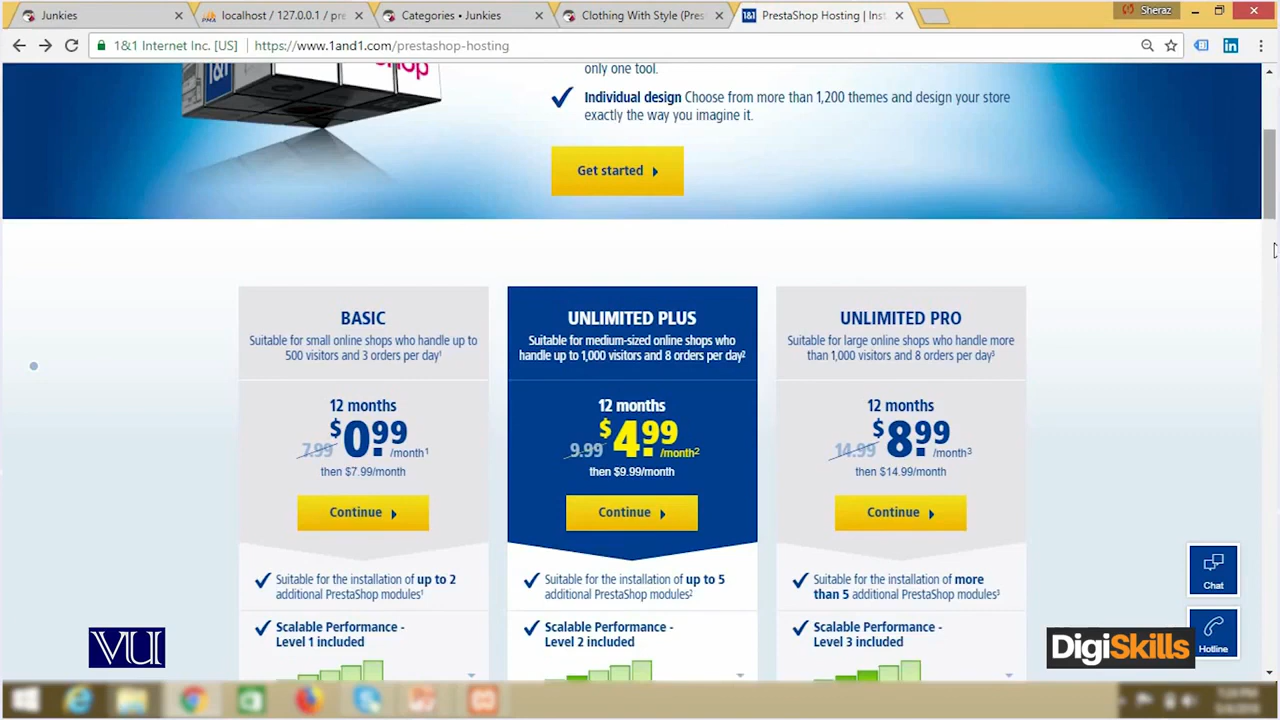 Junkies
localhost / 127.0.0.1 / pre
Categories • Junkies
Clothing With Style (Pres
PrestaShop Hosting | Inst
Sheraz
1&1 Internet Inc. [US]
https://www.1and1.com/prestashop-hosting
only one tool.
Individual design Choose from more than 1,200 themes and design your store
exactly the way you imagine it.
Get started
BASIC
Suitable for small online shops who handle up to
500 visitors and 3 orders per day¹
12 months
7.99 $0.99 /month¹
then $7.99/month
Continue
Suitable for the installation of up to 2
additional PrestaShop modules¹
Scalable Performance -
Level 1 included
UNLIMITED PLUS
Suitable for medium-sized online shops who
handle up to 1,000 visitors and 8 orders per day²
12 months
9.99 $4.99 /month²
then $9.99/month
Continue
Suitable for the installation of up to 5
additional PrestaShop modules²
Scalable Performance -
Level 2 included
UNLIMITED PRO
Suitable for large online shops who handle more
than 1,000 visitors and 8 orders per day³
12 months
14.99 $8.99 /month³
then $14.99/month
Continue
Suitable for the installation of more
than 5 additional PrestaShop modules³
Scalable Performance -
Level 3 included
Chat
Hotline
VU
DigiSkills